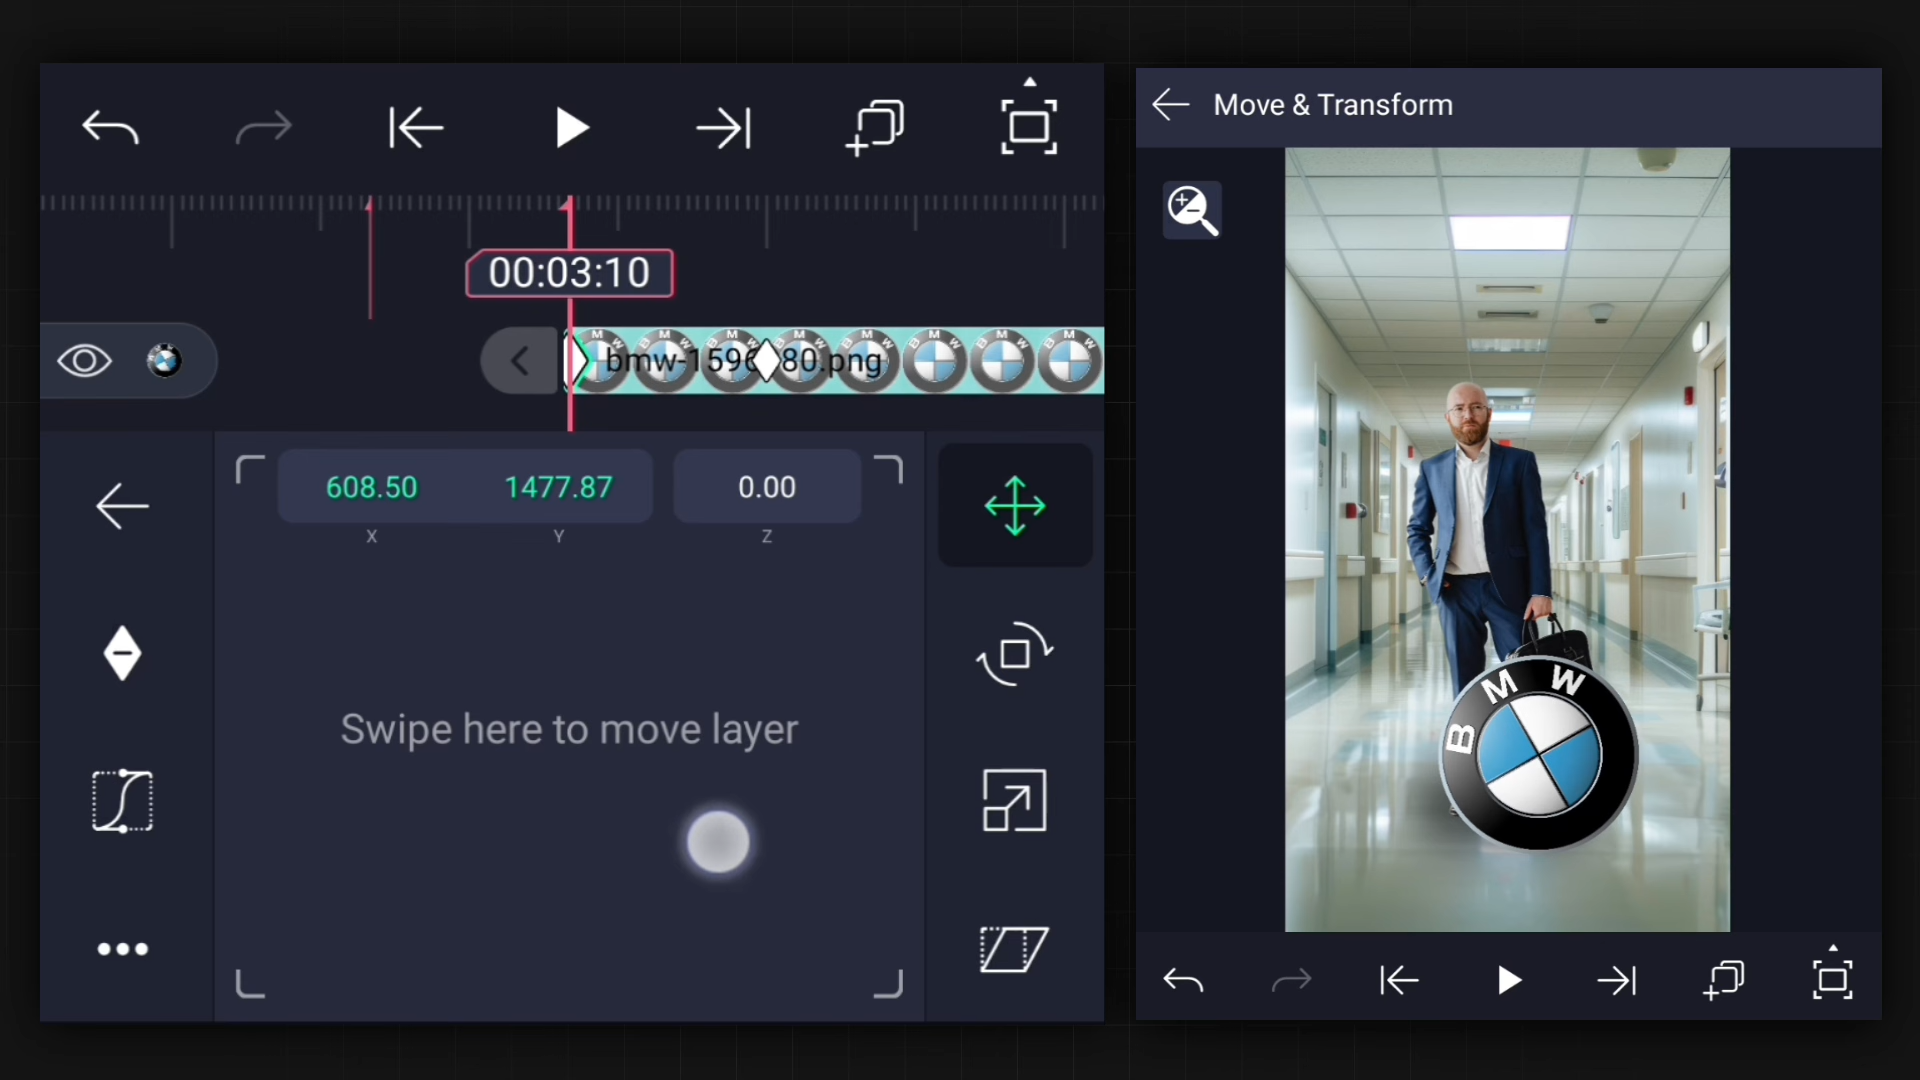 Move & Transform
00:03:10
bmw-1596 80.png
608.50 1477.87 0.00
X Y Z
Swipe here to move layer
B M W